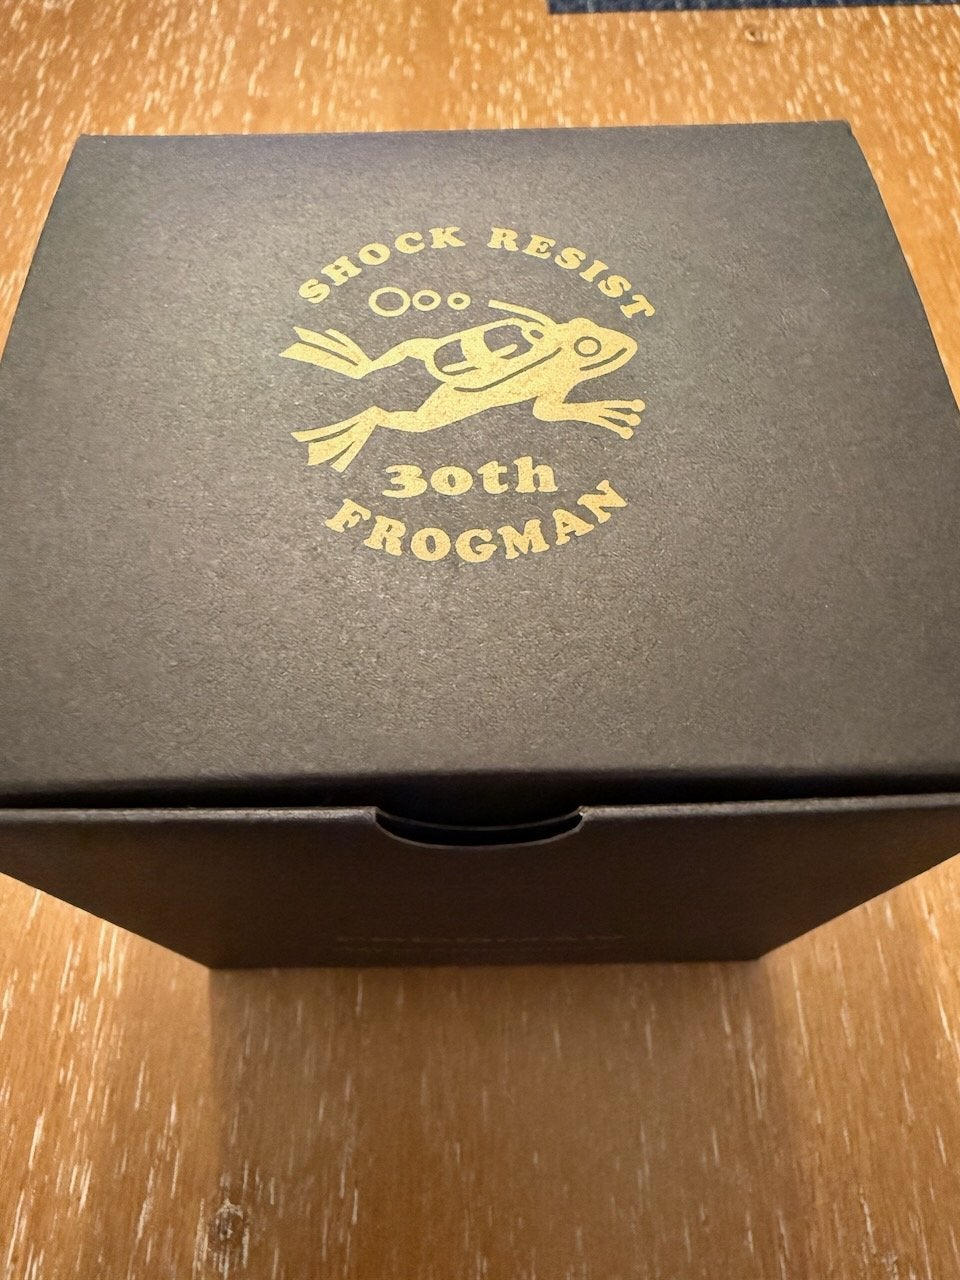 SHOCK RESIST
30th
FROGMAN